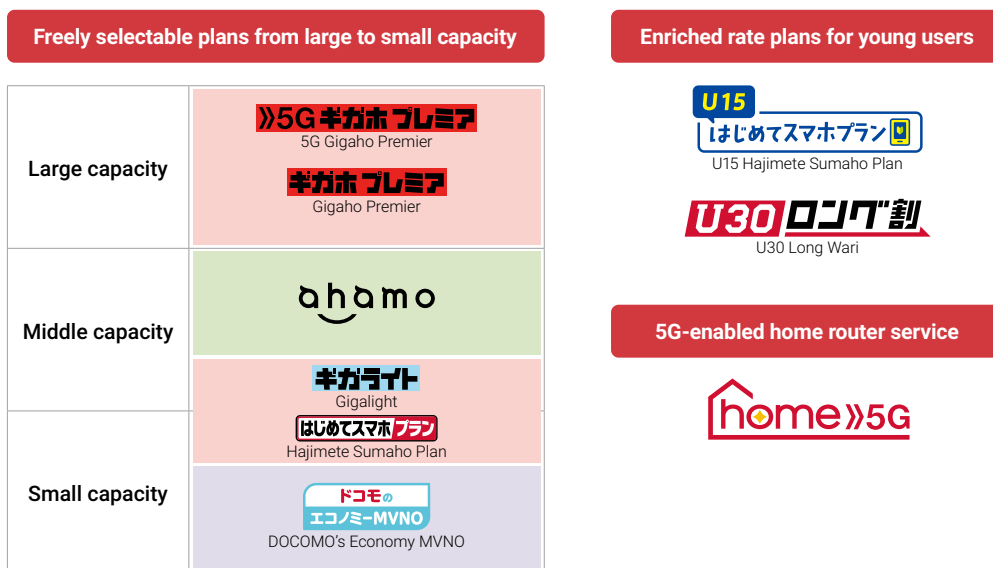 Freely selectable plans from large to small capacity
Large capacity
》5G ギガホ プレミア
5G Gigaho Premier
ギガホ プレミア
Gigaho Premier
Middle capacity
ahamo
ギガライト
Gigalight
はじめてスマホプラン
Hajimete Sumaho Plan
Small capacity
ドコモの
エコノミーMVNO
DOCOMO's Economy MVNO
Enriched rate plans for young users
U15
はじめてスマホプラン
U15 Hajimete Sumaho Plan
U30 ロング割
U30 Long Wari
5G-enabled home router service
home》5G